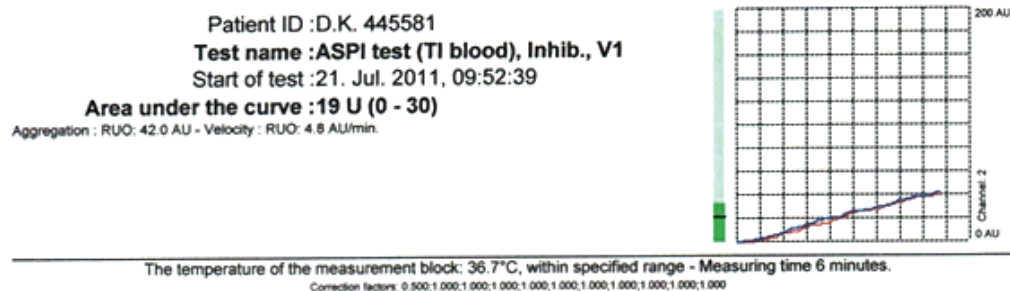 Patient ID :D.K. 445581
Test name :ASPI test (TI blood), Inhib., V1
Start of test :21. Jul. 2011, 09:52:39
Area under the curve :19 U (0 - 30)
Aggregation : RUO: 42.0 AU - Velocity : RUO: 4.8 AU/min.
200 AU
Channel: 2
0 AU
The temperature of the measurement block: 36.7°C, within specified range - Measuring time 6 minutes.
Correction factors: 0.500;1.000;1.000;1.000;1.000;1.000;1.000;1.000;1.000;1.000;1.000;1.000